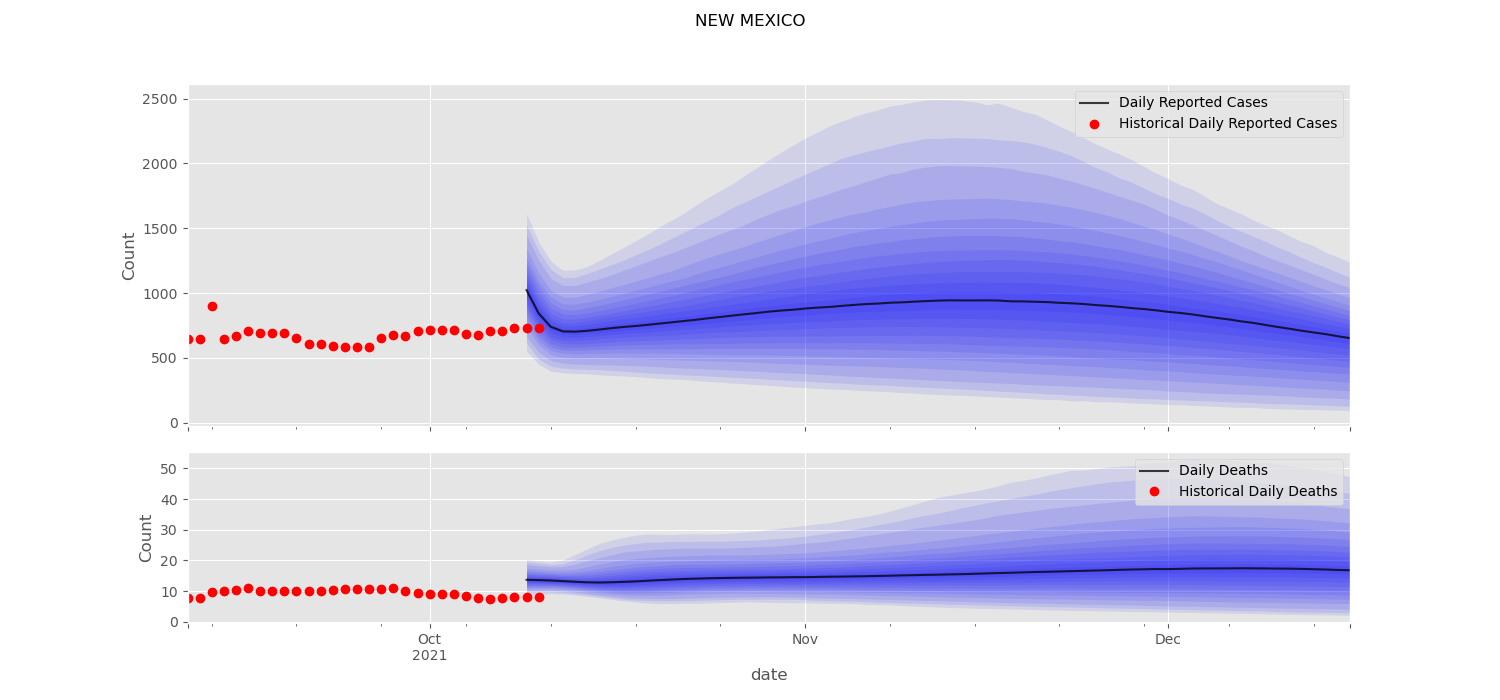 NEW MEXICO
2500
2000
1500
1000
500
0
Count
Daily Reported Cases
Historical Daily Reported Cases
50
40
30
20
10
0
Count
Daily Deaths
Historical Daily Deaths
Oct
2021
Nov
Dec
date